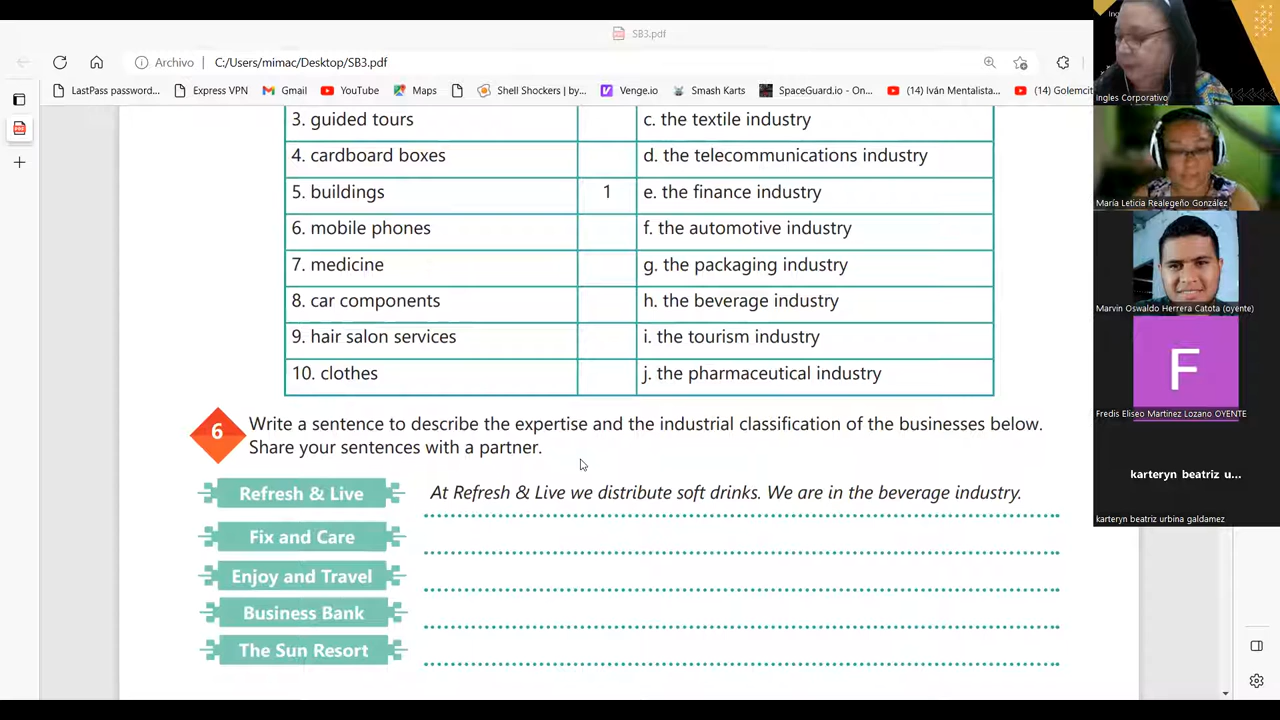 SB3.pdf
Archivo
C:/Users/mimac/Desktop/SB3.pdf
LastPass password...
Express VPN
Gmail
YouTube
Maps
Shell Shockers | by...
Venge.io
Smash Karts
SpaceGuard.io - On...
(14) Iván Mentalista...
(14) Golemcit
3. guided tours
c. the textile industry
4. cardboard boxes
d. the telecommunications industry
5. buildings
1
e. the finance industry
6. mobile phones
f. the automotive industry
7. medicine
g. the packaging industry
8. car components
h. the beverage industry
9. hair salon services
i. the tourism industry
10. clothes
j. the pharmaceutical industry
6
Write a sentence to describe the expertise and the industrial classification of the businesses below.
Share your sentences with a partner.
Refresh & Live
At Refresh & Live we distribute soft drinks. We are in the beverage industry.
Fix and Care
Enjoy and Travel
Business Bank
The Sun Resort
Ingles Corporativo
María Leticia Realegeño González
Marvin Oswaldo Herrera Catota (oyente)
F
Fredis Eliseo Martinez Lozano OYENTE
karteryn beatriz u...
karteryn beatriz urbina galdamez